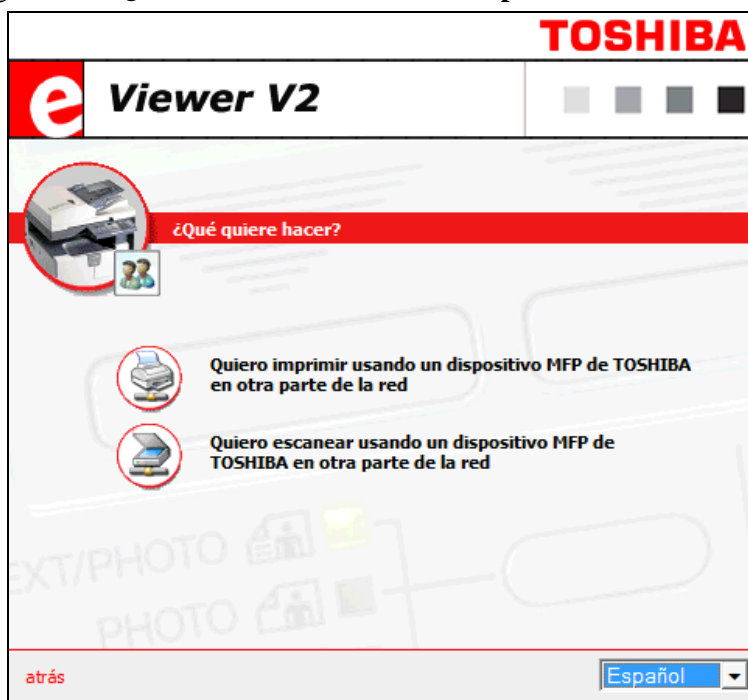 TOSHIBA
e Viewer V2
¿Qué quiere hacer?
Quiero imprimir usando un dispositivo MFP de TOSHIBA
en otra parte de la red
Quiero escanear usando un dispositivo MFP de
TOSHIBA en otra parte de la red
EXT/PHOTO
PHOTO
atrás
Español